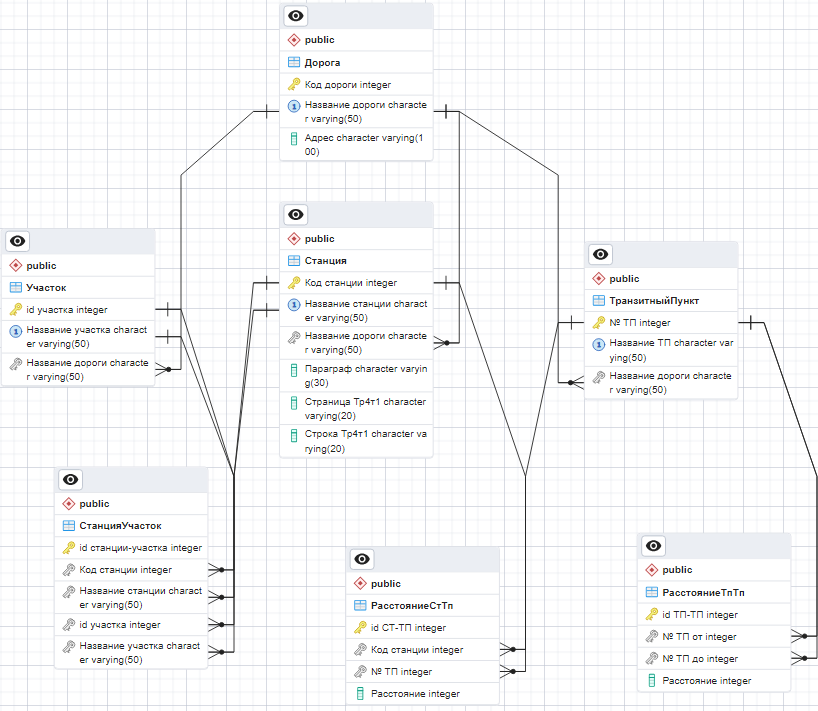 public
Дорога
Код дороги integer
Название дороги characte
r varying(50)
Адрес character varying(1
00)
public
Станция
Код станции integer
Название станции charact
er varying(50)
Название дороги characte
r varying(50)
Параграф character varyin
g(30)
Страница Тр4т1 character
varying(20)
Строка Тр4т1 character va
rying(20)
public
Участок
id участка integer
Название участка charact
er varying(50)
Название дороги characte
r varying(50)
public
ТранзитныйПункт
№ ТП integer
Название ТП character var
ying(50)
Название дороги characte
r varying(50)
public
СтанцияУчасток
id станции-участка integer
Код станции integer
Название станции charact
er varying(50)
id участка integer
Название участка charact
er varying(50)
public
РасстояниеСтТп
id СТ-ТП integer
Код станции integer
№ ТП integer
Расстояние integer
public
РасстояниеТпТп
id ТП-ТП integer
№ ТП от integer
№ ТП до integer
Расстояние integer